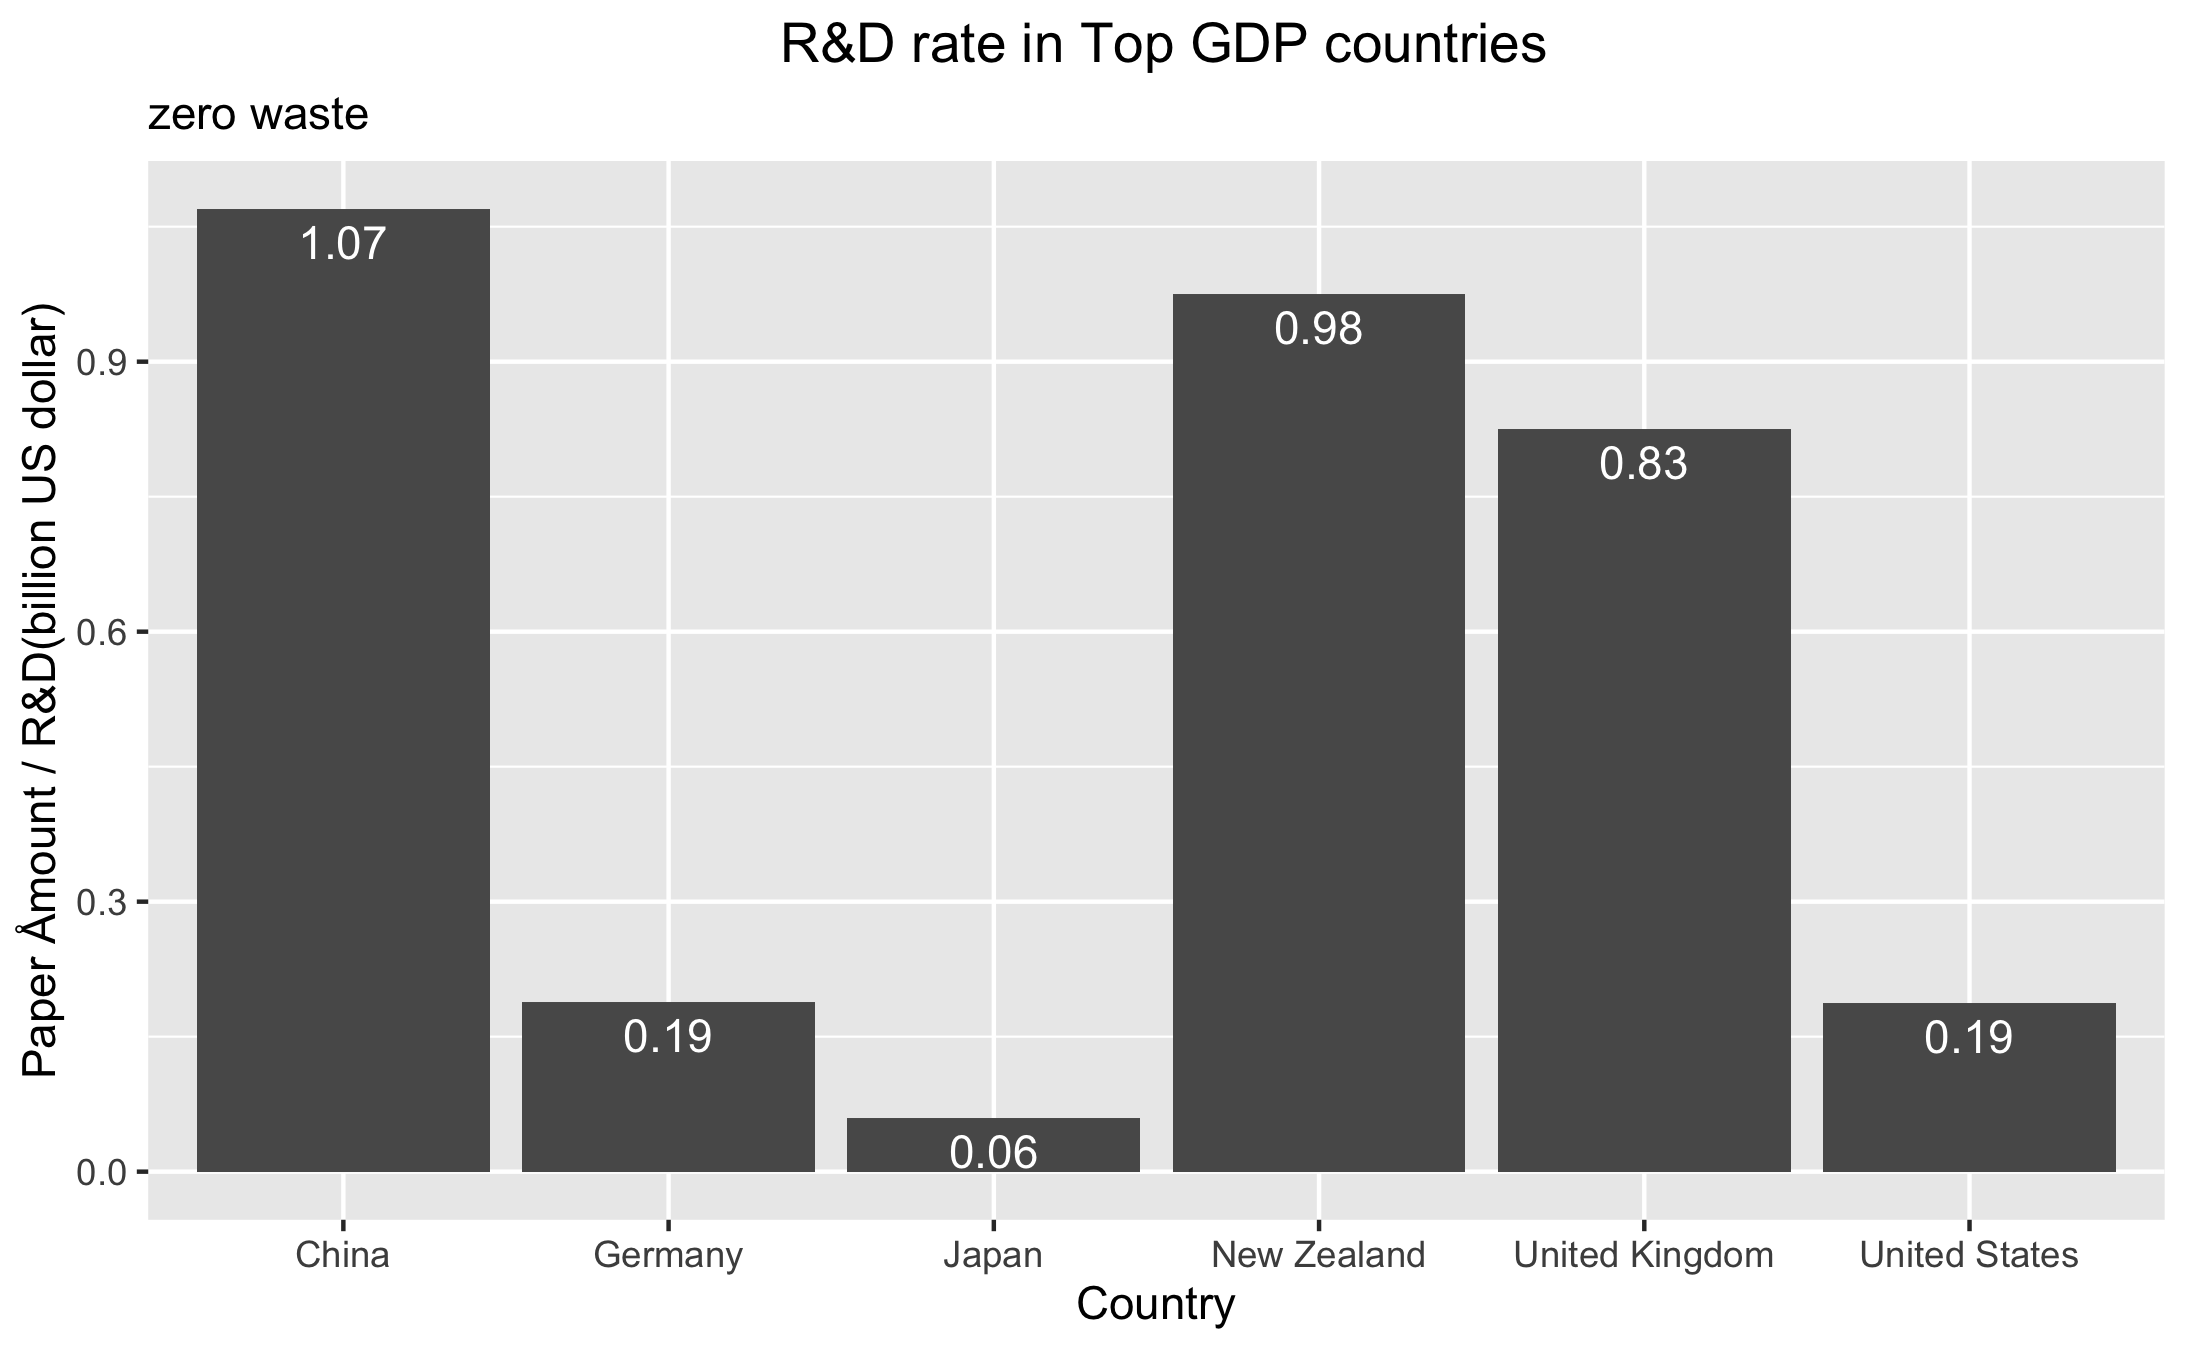 R&D rate in Top GDP countries
zero waste
Paper Åmount / R&D(billion US dollar)
0.9
0.6
0.3
0.0
1.07
0.19
0.06
0.98
0.83
0.19
China
Germany
Japan
New Zealand
United Kingdom
United States
Country